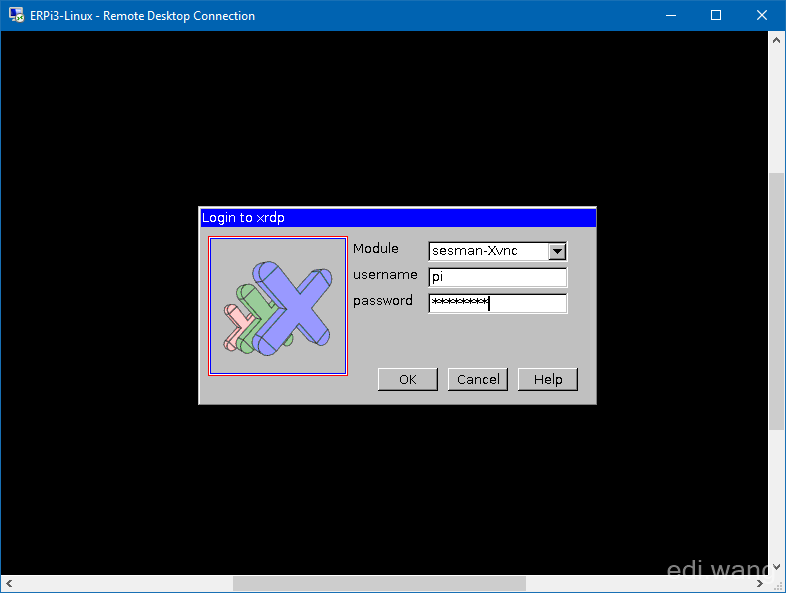 ERPi3-Linux - Remote Desktop Connection
Login to xrdp
Module sesman-Xvnc
username pi
password ********
OK Cancel Help
edi.wang